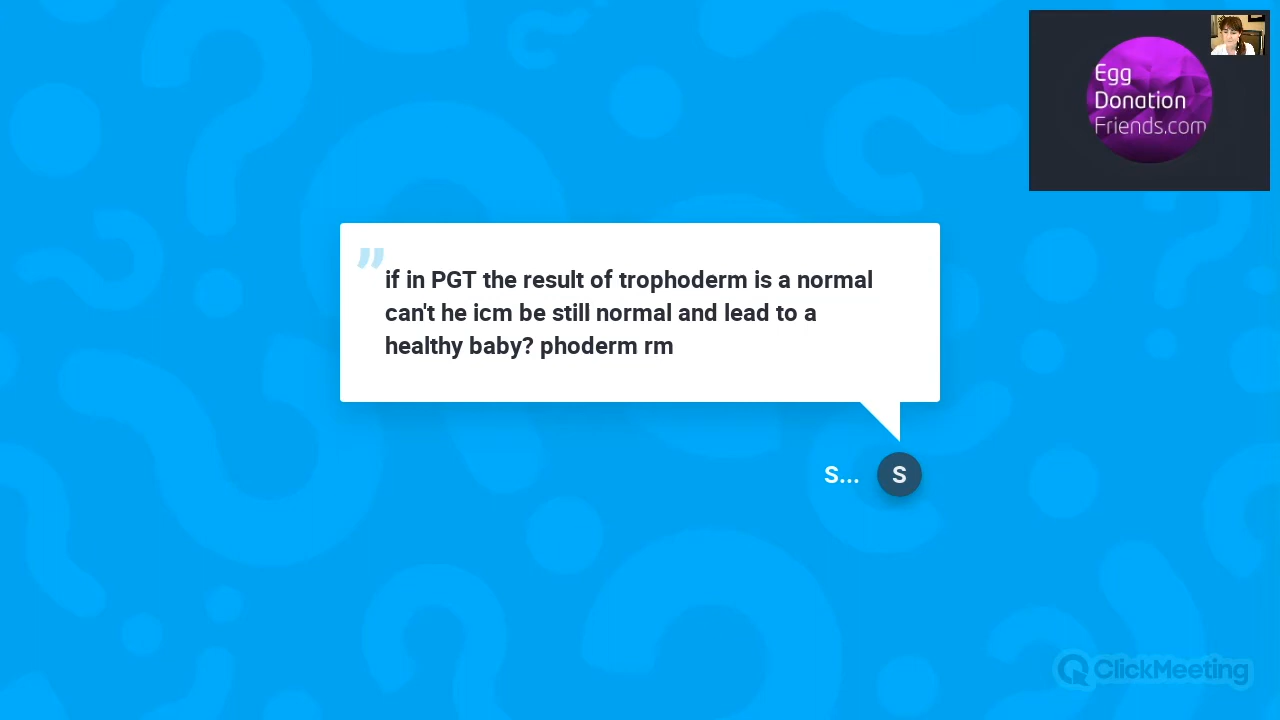 Egg
Donation
Friends.com
" if in PGT the result of trophoderm is a normal
can't he icm be still normal and lead to a
healthy baby? phoderm rm
S... S
ClickMeeting